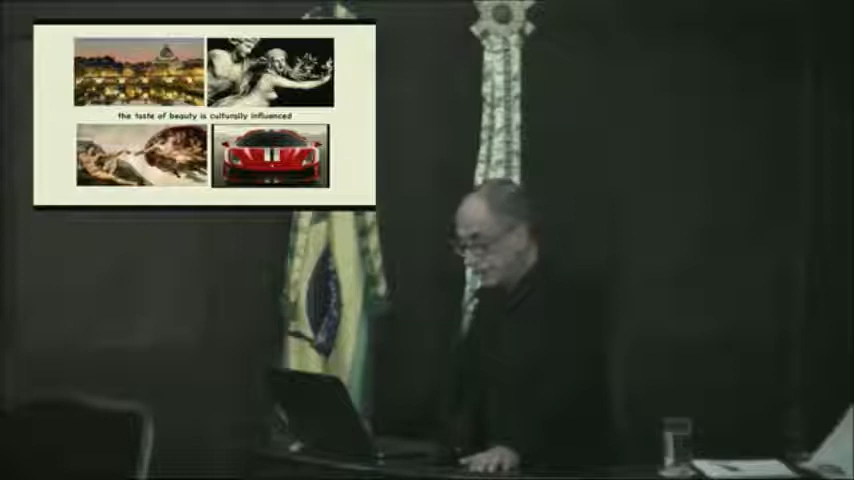 the taste of beauty is culturally influenced